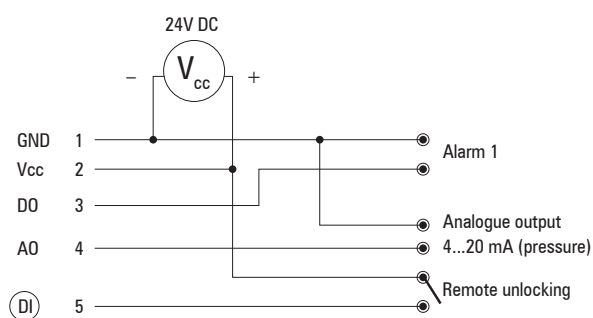 24V DC
− Vcc +
GND 1
Alarm 1
Vcc 2
DO 3
Analogue output
AO 4 4...20 mA (pressure)
Remote unlocking
DI 5